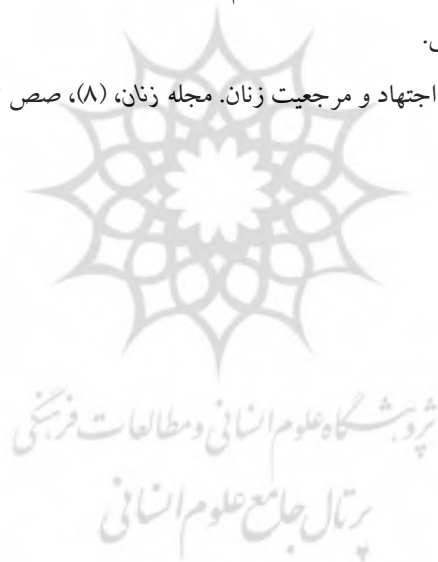 اجتهاد و مرجعیت زنان. مجله زنان، (۸)، صص
پژوهشگاه علوم انسانی و مطالعات فرهنگی
پرتال جامع علوم انسانی